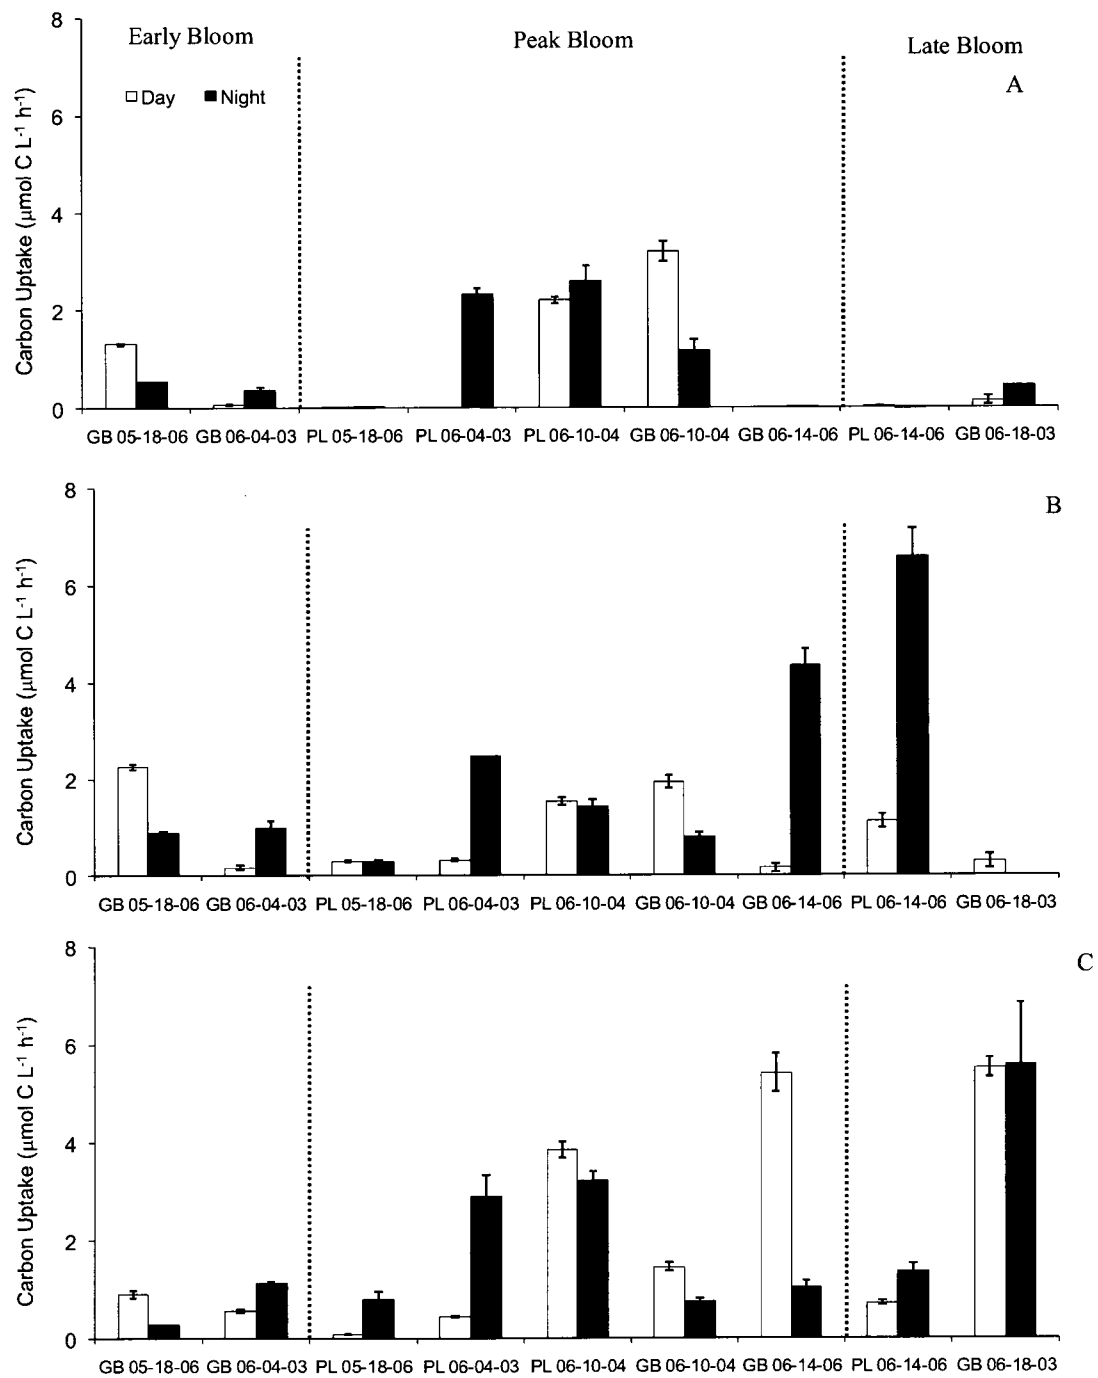 8
Early Bloom
Peak Bloom
Late Bloom
A
Day
Night
6
4
2
0
Carbon Uptake (μmol C L⁻¹ h⁻¹)
GB 05-18-06 GB 06-04-03 PL 05-18-06 PL 06-04-03 PL 06-10-04 GB 06-10-04 GB 06-14-06 PL 06-14-06 GB 06-18-03
8
B
6
4
2
0
Carbon Uptake (μmol C L⁻¹ h⁻¹)
GB 05-18-06 GB 06-04-03 PL 05-18-06 PL 06-04-03 PL 06-10-04 GB 06-10-04 GB 06-14-06 PL 06-14-06 GB 06-18-03
8
C
6
4
2
0
Carbon Uptake (μmol C L⁻¹ h⁻¹)
GB 05-18-06 GB 06-04-03 PL 05-18-06 PL 06-04-03 PL 06-10-04 GB 06-10-04 GB 06-14-06 PL 06-14-06 GB 06-18-03